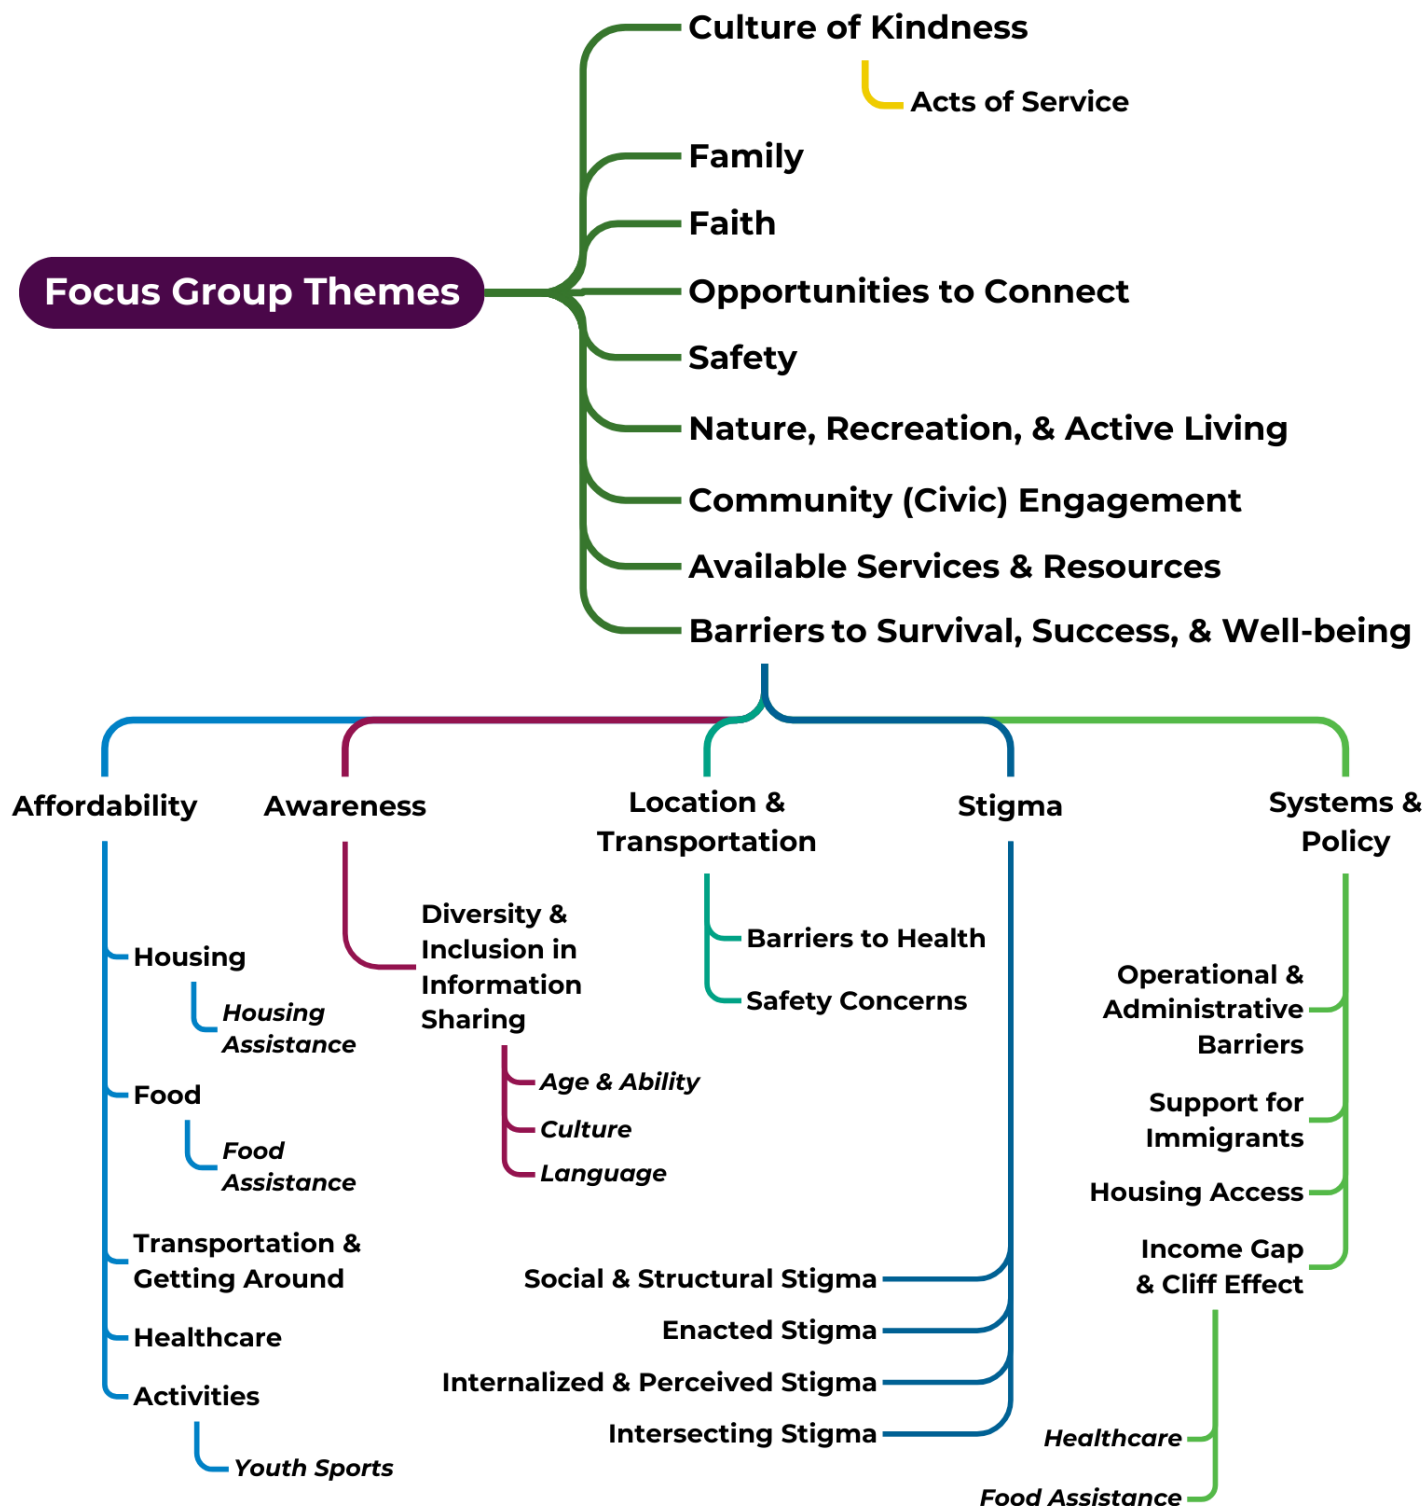 Culture of Kindness
Acts of Service
Family
Faith
Focus Group Themes
Opportunities to Connect
Safety
Nature, Recreation, & Active Living
Community (Civic) Engagement
Available Services & Resources
Barriers to Survival, Success, & Well-being
Affordability
Housing
Housing
Assistance
Food
Food
Assistance
Transportation &
Getting Around
Healthcare
Activities
Youth Sports
Awareness
Diversity &
Inclusion in
Information
Sharing
Age & Ability
Culture
Language
Location &
Transportation
Barriers to Health
Safety Concerns
Stigma
Social & Structural Stigma
Enacted Stigma
Internalized & Perceived Stigma
Intersecting Stigma
Systems &
Policy
Operational &
Administrative
Barriers
Support for
Immigrants
Housing Access
Income Gap
& Cliff Effect
Healthcare
Food Assistance